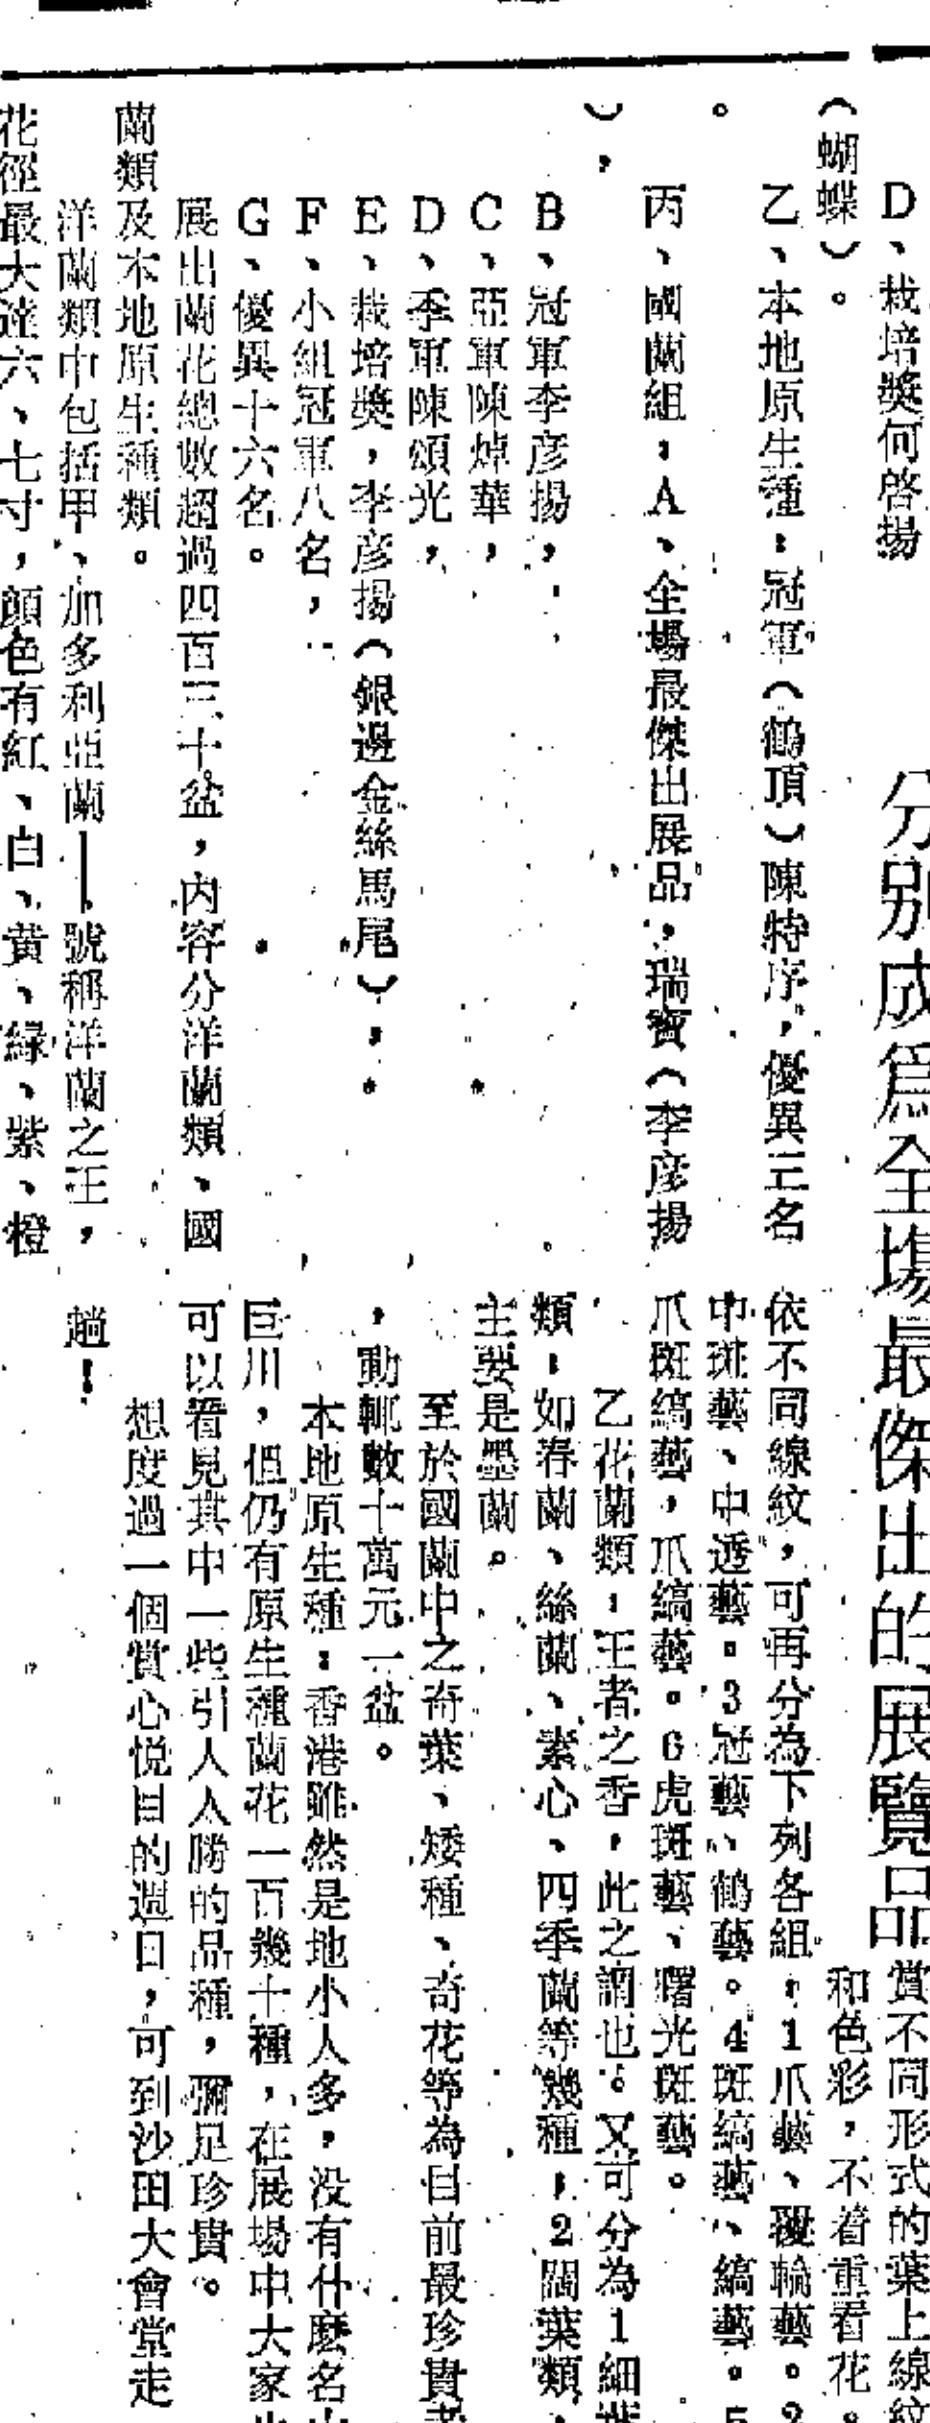 分別成爲全場最傑出的展覽品
D、栽培獎何啓揚
（蝴蝶）。
乙、本地原生種：冠軍（鶴頂）陳特序，優異三名
。
丙、國蘭組：A、全場最傑出展品，瑞寶（李彦揚
），
B、冠軍李彦揚，
C、亞軍陳焯華，
D、季軍陳頌光，
E、栽培獎，李彦揚（銀邊金絲馬尾），
F、小組冠軍八名，
G、優異十六名。
展出蘭花總數超過四百三十盆，內容分洋蘭類、國
蘭類及本地原生種類。
洋蘭類中包括甲、加多利亞蘭——號稱洋蘭之王，
花徑最大達六、七寸，顏色有紅、白、黃、緑、紫、橙
賞不同形式的葉上線紋
和色彩，不着重看花。
依不同線紋，可再分為下列各組，1爪藝、覆輪藝。2
中斑藝、中透藝。3冠藝、鶴藝。4斑縞藝、縞藝。5
爪斑縞藝，爪縞藝。6虎斑藝、曙光斑藝。
乙花蘭類：王者之香，此之謂也。又可分為1細葉
類：如春蘭、絲蘭、素心、四季蘭等幾種，2闊葉類，
主要是墨蘭。
至於國蘭中之奇葉、矮種、奇花等為目前最珍貴者
，動輒數十萬元一盆。
本地原生種：香港雖然是地小人多，没有什麽名山
巨川，但仍有原生種蘭花一百幾十種，在展場中大家
可以看見其中一些引人入勝的品種，彌足珍貴。
想度過一個賞心悦目的週日，可到沙田大會堂走
趟！